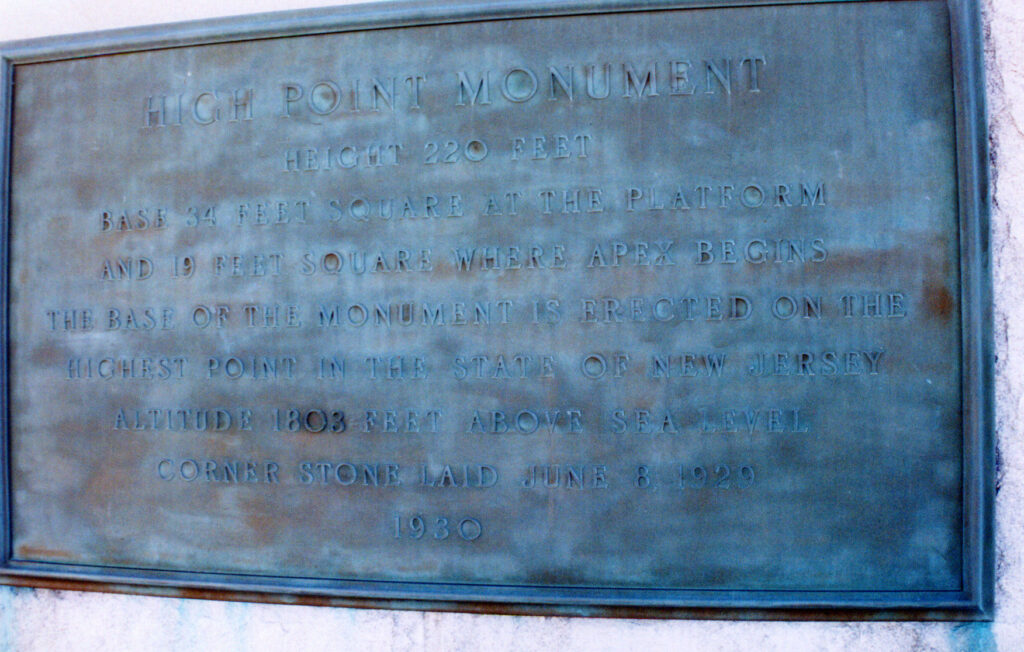 HIGH POINT MONUMENT
HEIGHT 220 FEET
BASE 34 FEET SQUARE AT THE PLATFORM
AND 19 FEET SQUARE WHERE APEX BEGINS
THE BASE OF THE MONUMENT IS ERECTED ON THE
HIGHEST POINT IN THE STATE OF NEW JERSEY
ALTITUDE 1803 FEET ABOVE SEA LEVEL
CORNER STONE LAID JUNE 8, 1929
1930